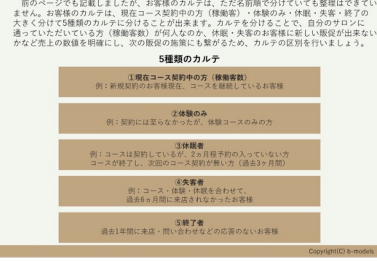 前のページでも記載しましたが、お客様のカルテは、ただ名前順で分けていても整理はできてい
ません。お客様のカルテは、現在コース契約中の方（稼働客）・体験のみ・休眠・失客・終了の
大きく分けて5種類のカルテに分けることが出来ます。カルテを分けることで、自分のサロンに
通っていただいている方（稼働客数）が何人なのか、休眠・失客のお客様に新しい販促が出来ない
かなど売上の数値を明確にし、次の販促の施策にも繋がるため、カルテの区別を行いましょう。
5種類のカルテ
①現在コース契約中の方（稼働客数）
例：新規契約のお客様現在、コースを継続しているお客様
②体験のみ
例：契約には至らなかったが、体験コースのみの方
③休眠者
例：コースは契約しているが、2ヵ月程予約の入っていない方
コースが終了し、次回のコース契約が無い方（過去3ヶ月間）
④失客者
例：コース・体験・休眠を合わせて、
過去6ヵ月間に来店されなかったお客様
⑤終了者
過去1年間に来店・問い合わせなどの応答のないお客様
Copyright(C) b-models